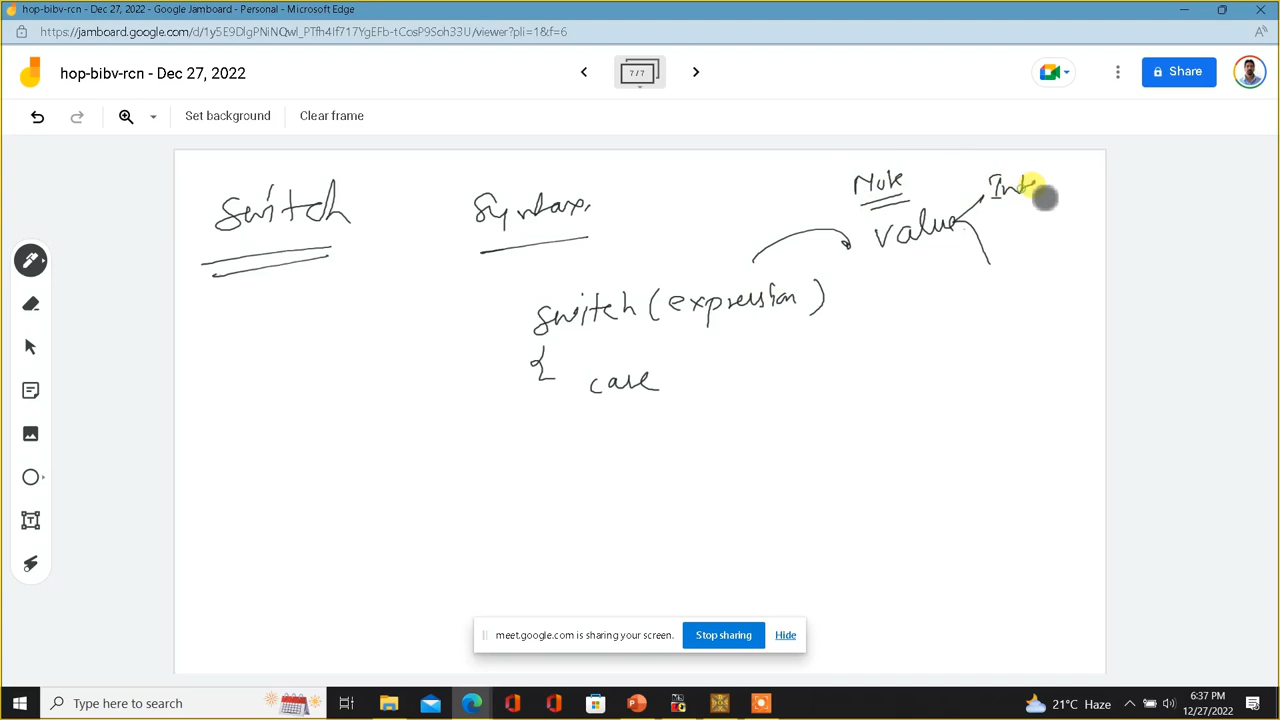 hop-bibv-rcn - Dec 27, 2022 - Google Jamboard - Personal - Microsoft Edge
https://jamboard.google.com/d/1y5E9DlgPNiNQwl_PTfh4If717YgEFb-tCosP9Soh33U/viewer?pli=1&f=6
hop-bibv-rcn - Dec 27, 2022
7 / 7
Share
Set background
Clear frame
switch
Syntax,
Note
Inte
value
switch (expression)
{
case
meet.google.com is sharing your screen.
Stop sharing
Hide
Type here to search
21°C Haze
6:37 PM
12/27/2022